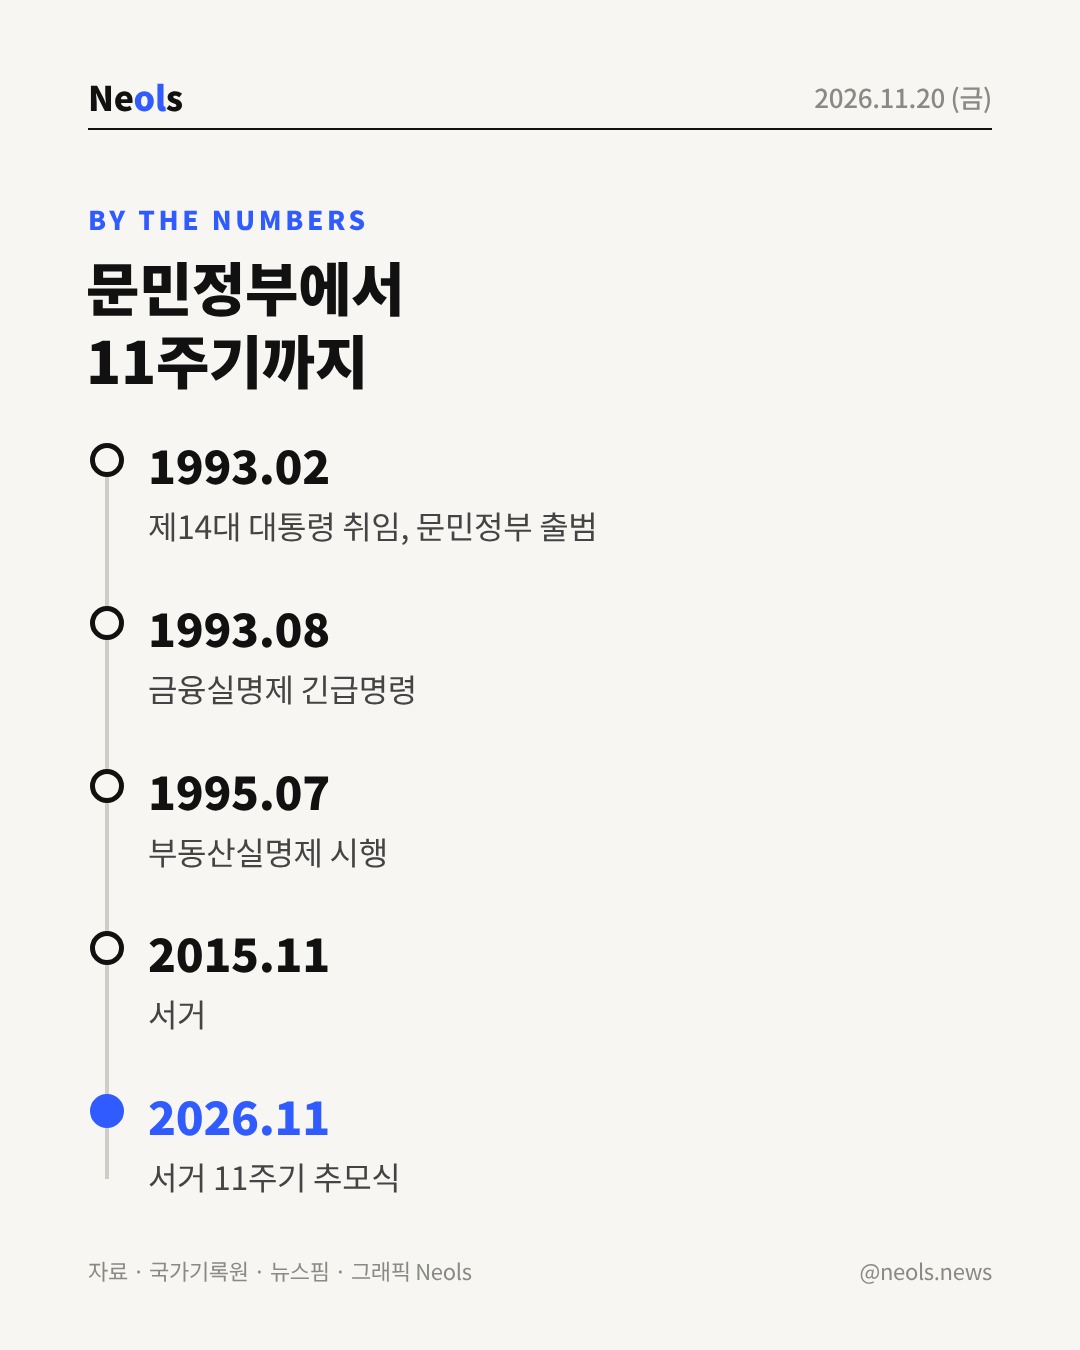 Neols
2026.11.20 (금)
BY THE NUMBERS
문민정부에서
11주기까지
1993.02
제14대 대통령 취임, 문민정부 출범
1993.08
금융실명제 긴급명령
1995.07
부동산실명제 시행
2015.11
서거
2026.11
서거 11주기 추모식
자료 · 국가기록원 · 뉴스핌 · 그래픽 Neols
@neols.news